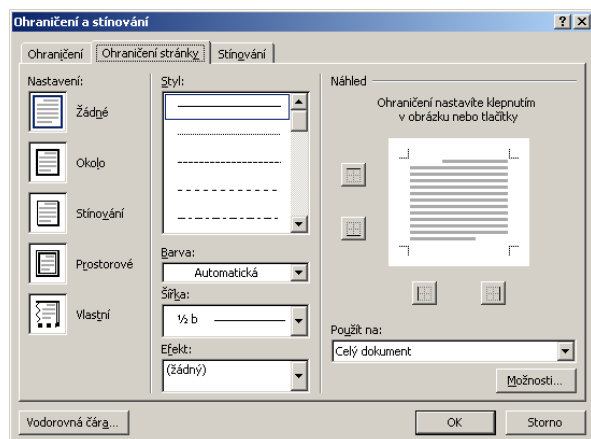 Ohraničení a stínování
Ohraničení
Ohraničení stránky
Stínování
Nastavení:
Žádné
Okolo
Stínování
Prostorové
Vlastní
Styl:
Barva:
Automatická
Šířka:
½ b
Efekt:
(žádný)
Náhled
Ohraničení nastavíte klepnutím
v obrázku nebo tlačítky
Použít na:
Celý dokument
Možnosti...
Vodorovná čára...
OK
Storno